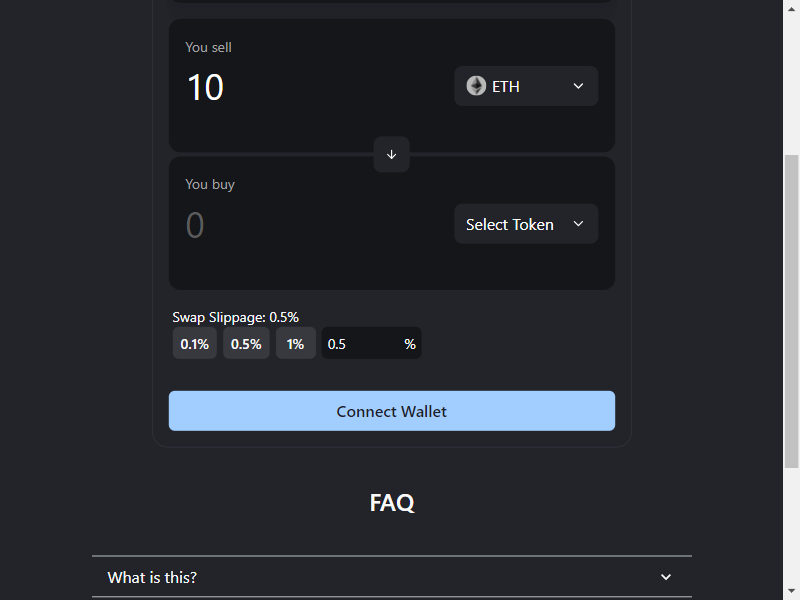 You sell
10
ETH
You buy
0
Select Token
Swap Slippage: 0.5%
0.1% 0.5% 1% 0.5 %
Connect Wallet
FAQ
What is this?